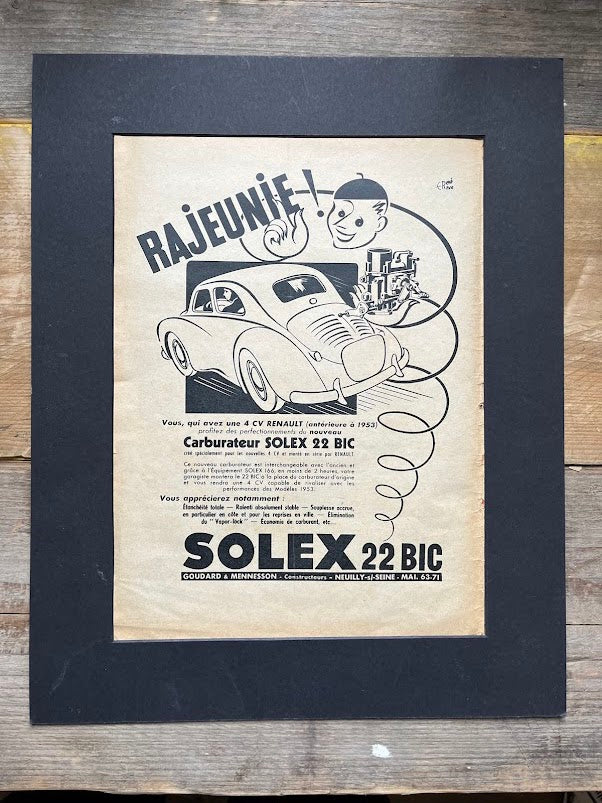 RAJEUNIE !
Vous, qui avez une 4 CV RENAULT (antérieure à 1953)
profitez des perfectionnements du nouveau
Carburateur SOLEX 22 BIC
créé spécialement pour les nouvelles 4 CV et monté en série par RENAULT.
Ce nouveau carburateur est interchangeable avec l'ancien et
grâce à l'Équipement SOLEX 166, en moins de 2 heures, votre
garagiste montera le 22 BIC à la place du carburateur d'origine
et vous rendra une 4 CV capable de rivaliser avec les
performances des Modèles 1953.
Vous apprécierez notamment :
Étanchéité totale — Ralenti absolument stable — Souplesse accrue,
en particulier en côte et pour les reprises en ville — Élimination
du "Vapor-lock" — Économie de carburant, etc...
SOLEX 22 BIC
GOUDARD & MENNESSON - Constructeurs - NEUILLY-s/-SEINE - MAI. 63-71